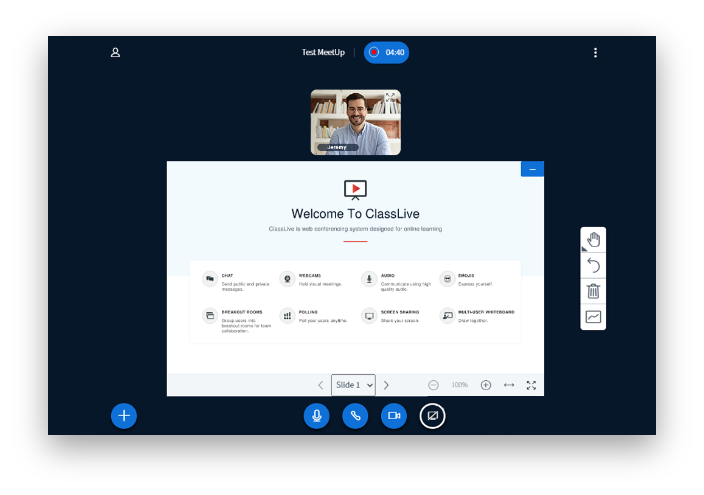 Test MeetUp
04:40
Jeremy
Welcome To ClassLive
ClassLive is web conferencing system designed for online learning
CHAT
Send public and private
messages.
WEBCAMS
Hold visual meetings.
AUDIO
Communicate using high
quality audio.
EMOJIS
Express yourself.
BREAKOUT ROOMS
Group users into
breakout rooms for team
collaboration.
POLLING
Poll your users anytime.
SCREEN SHARING
Share your screen.
MULTI-USER WHITEBOARD
Draw together.
Slide 1
100%